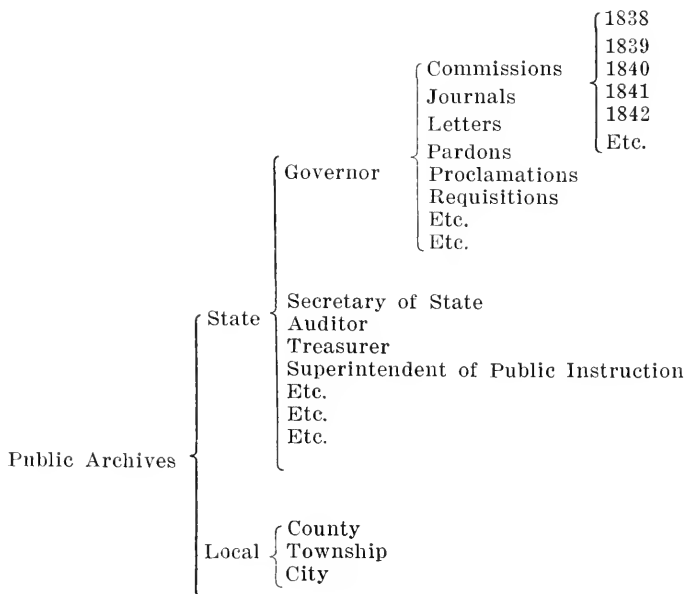 1838
1839
Commissions 1840
Journals 1841
1842
Letters
Etc.
Pardons
Governor Proclamations
Requisitions
Etc.
Etc.
Secretary of State
State Auditor
Treasurer
Superintendent of Public Instruction
Etc.
Etc.
Etc.
Public Archives
County
Local Township
City